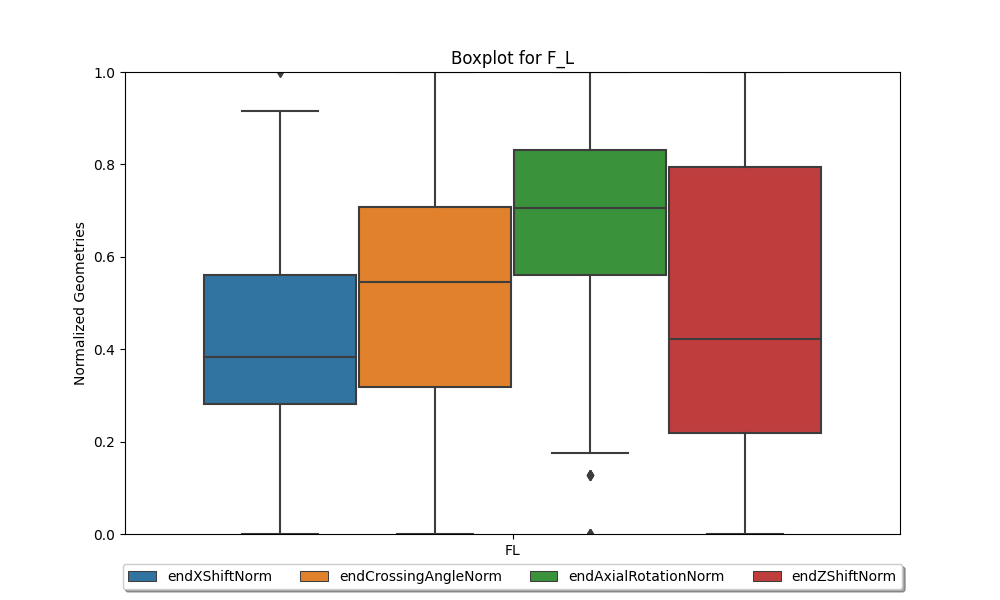 Boxplot for F_L
1.0
0.8
0.6
0.4
0.2
0.0
Normalized Geometries
FL
endXShiftNorm endCrossingAngleNorm endAxialRotationNorm endZShiftNorm